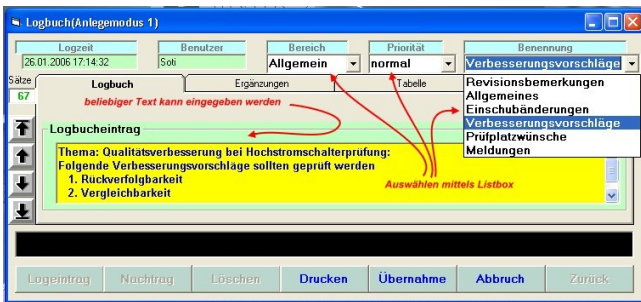 Logbuch(Anlegemodus 1)
Logzeit Benutzer Bereich Priorität Benennung
26.01.2006 17:14:32 Soti Allgemein normal Verbesserungsvorschläge
Sätze
67
Logbuch Ergänzungen Tabelle
Revisionsbemerkungen
Allgemeines
Einschubänderungen
Verbesserungsvorschläge
Prüfplatzwünsche
Meldungen
beliebiger Text kann eingegeben werden
Logbucheintrag
Thema: Qualitätsverbesserung bei Hochstromschalterprüfung:
Folgende Verbesserungsvorschläge sollten geprüft werden
1. Rückverfolgbarkeit
2. Vergleichbarkeit
Auswählen mittels Listbox
Logeintrag Nachtrag Löschen Drucken Übernahme Abbruch Zurück